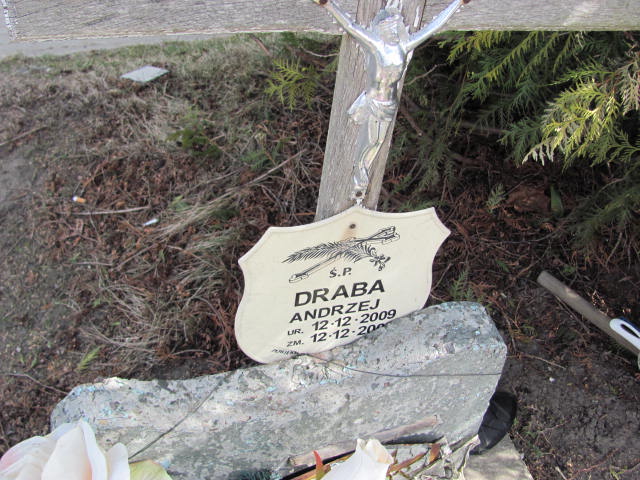 Ś.P.
DRABA
ANDRZEJ
UR. 12·12·2009
ZM. 12·12·200